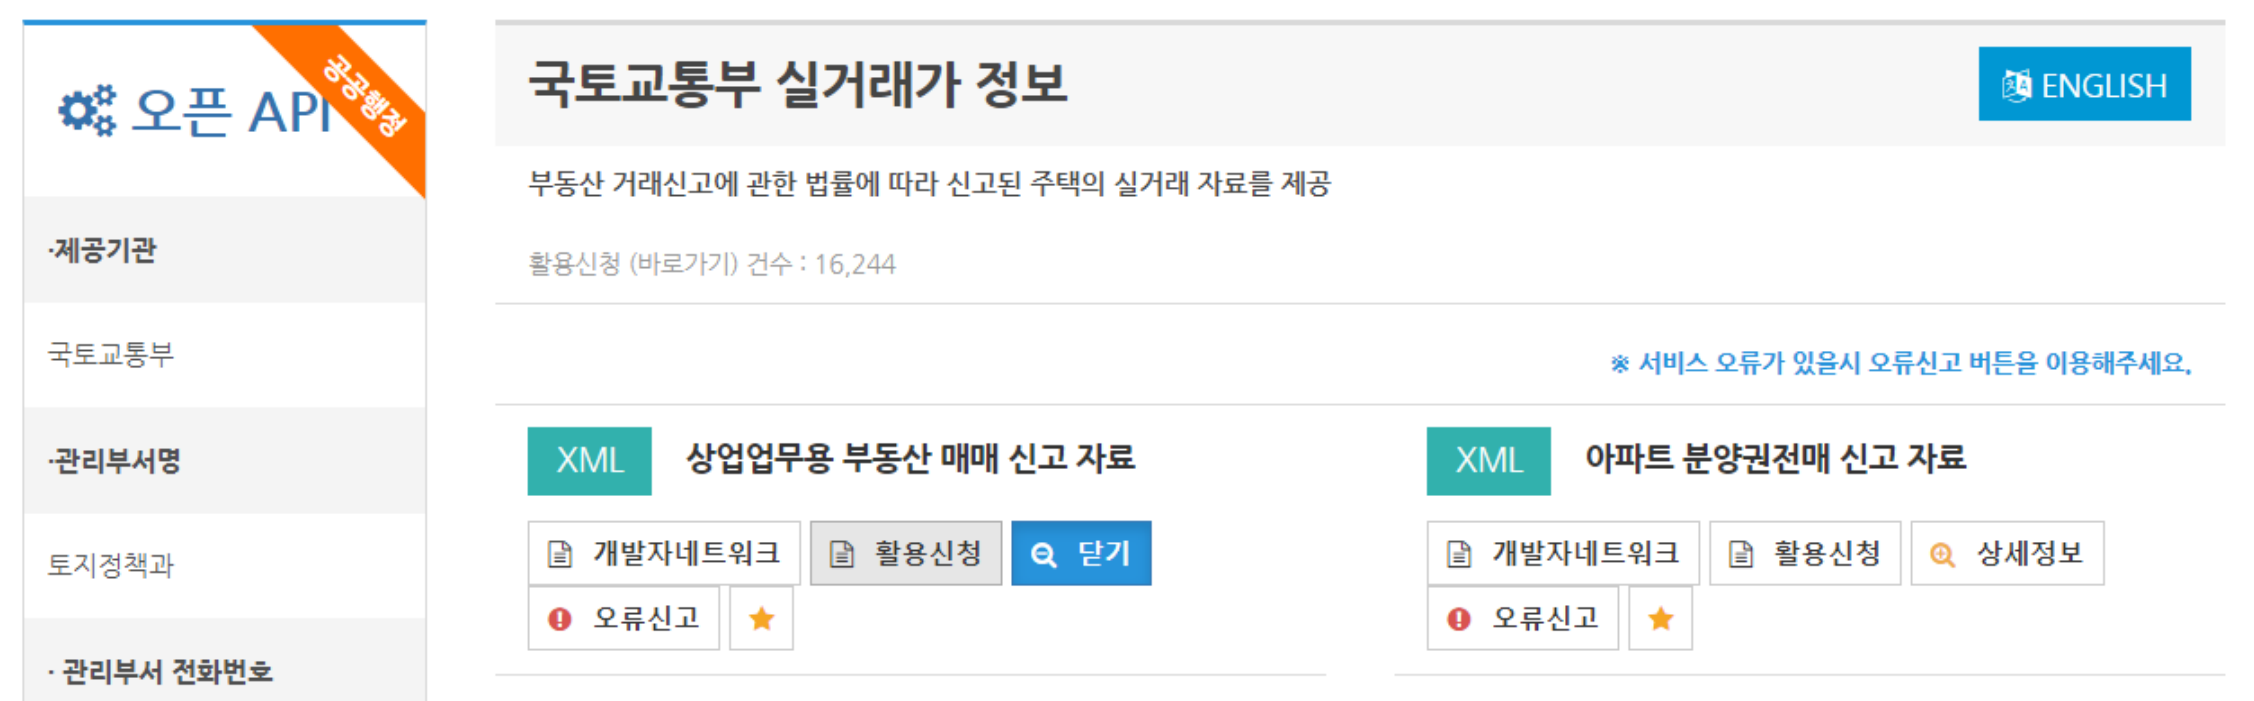 오픈 API
공공행정
·제공기관
국토교통부
·관리부서명
토지정책과
· 관리부서 전화번호
국토교통부 실거래가 정보
ENGLISH
부동산 거래신고에 관한 법률에 따라 신고된 주택의 실거래 자료를 제공
활용신청 (바로가기) 건수 : 16,244
※ 서비스 오류가 있을시 오류신고 버튼을 이용해주세요.
XML 상업업무용 부동산 매매 신고 자료
개발자네트워크 활용신청 닫기
오류신고
XML 아파트 분양권전매 신고 자료
개발자네트워크 활용신청 상세정보
오류신고